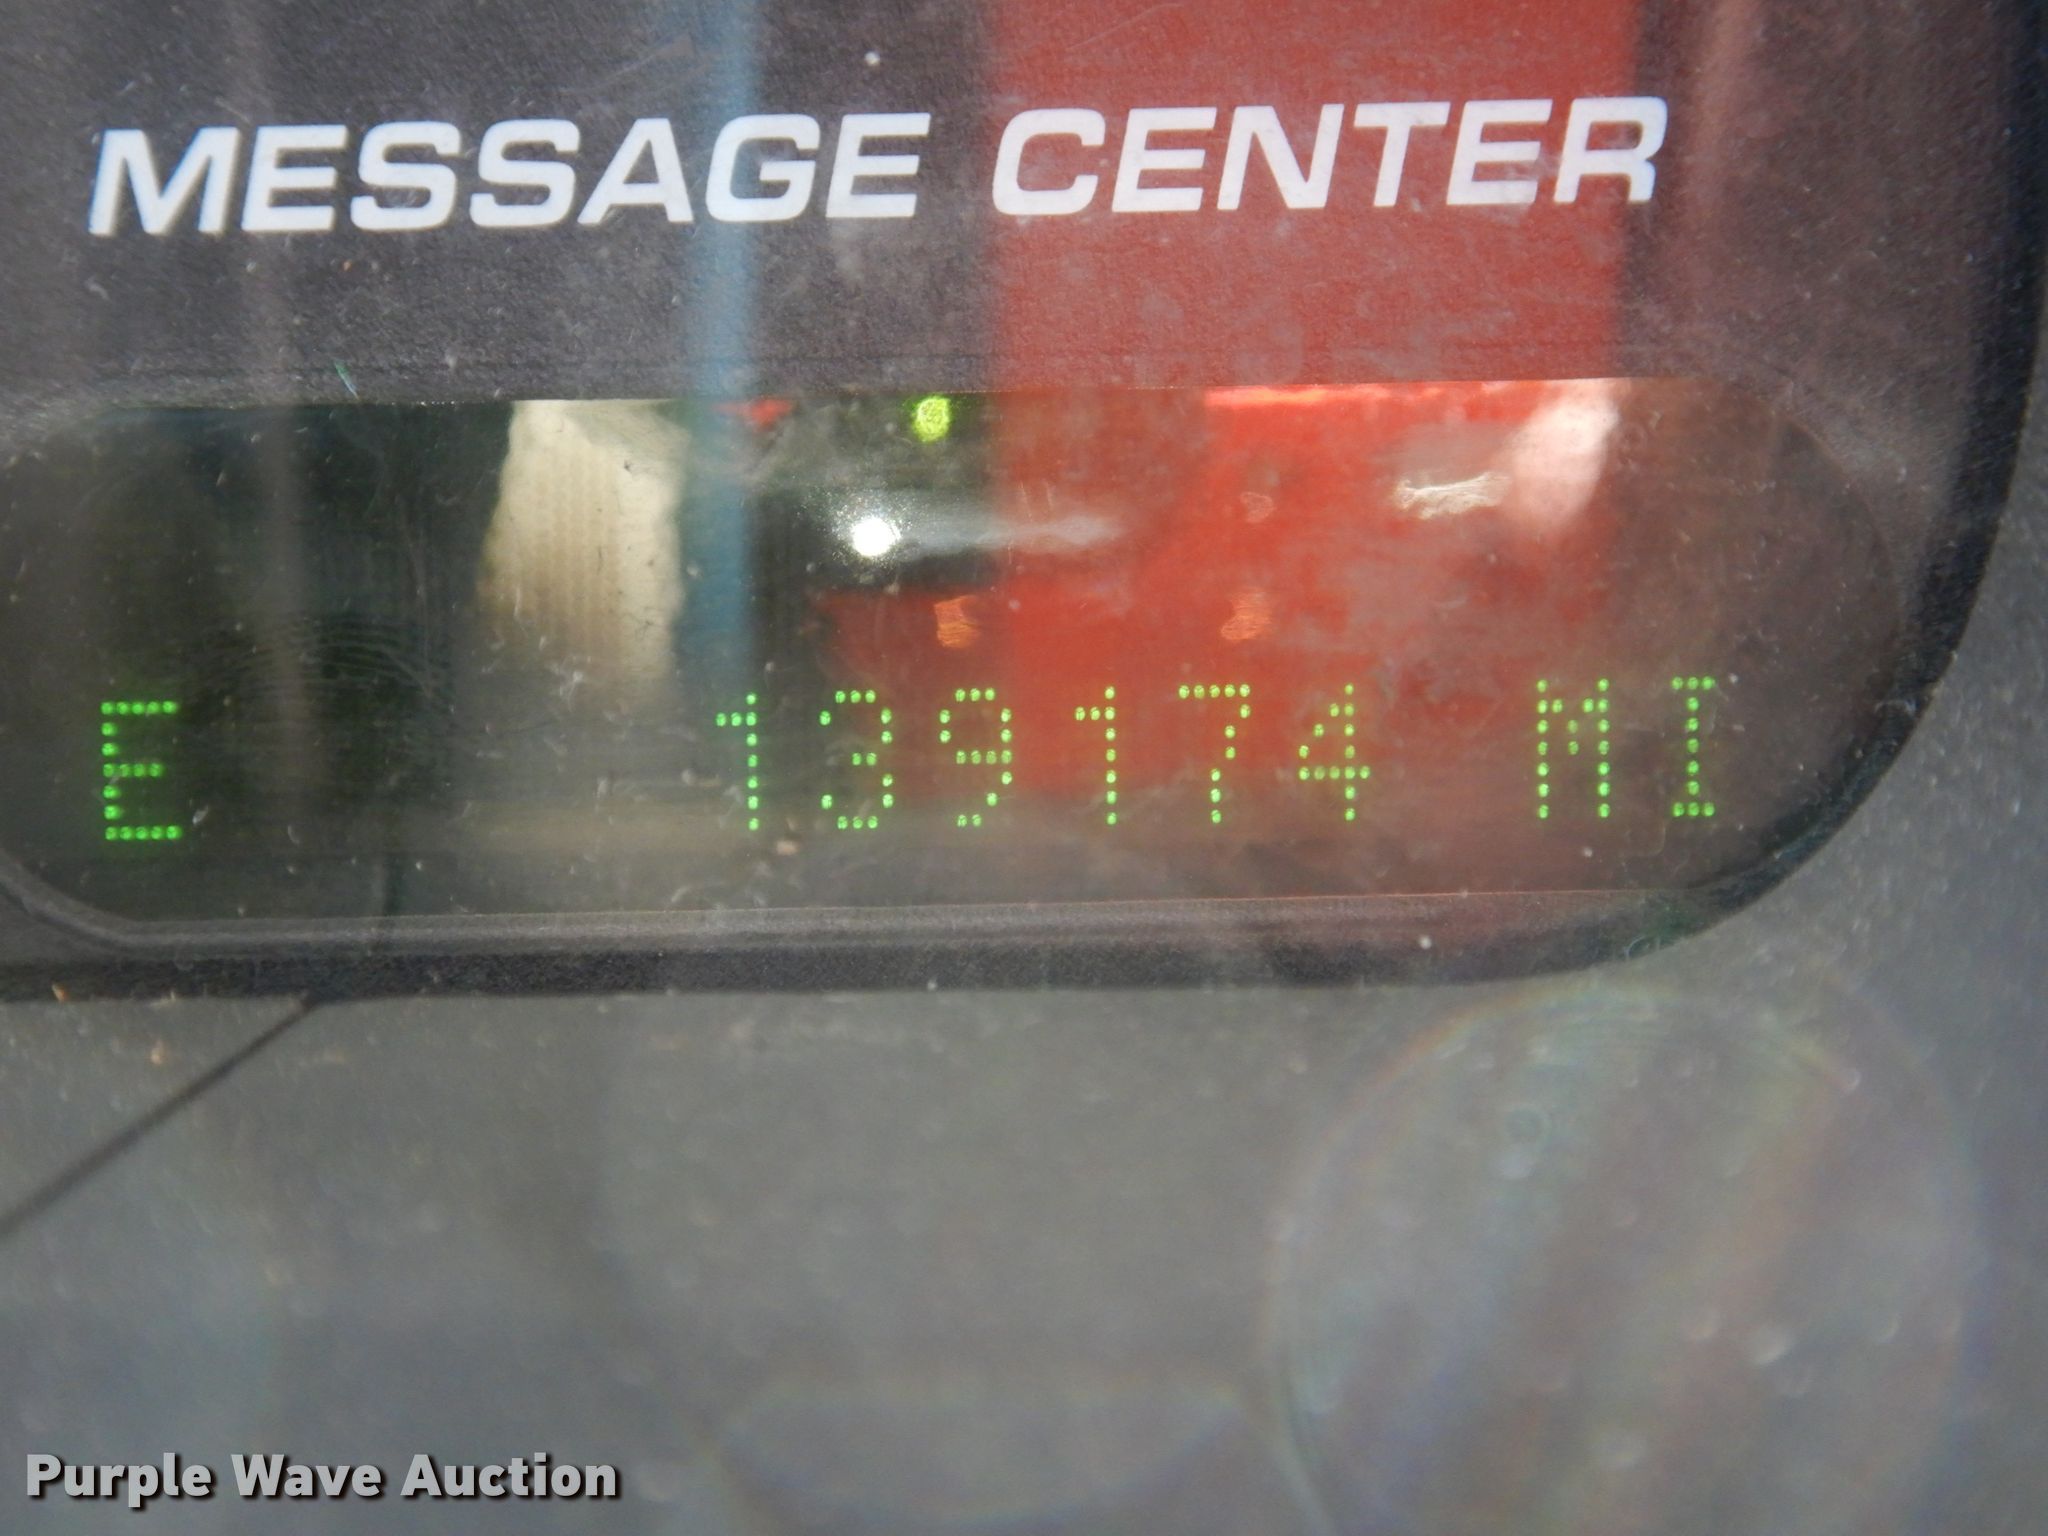 MESSAGE CENTER
E 139174 MI
Purple Wave Auction